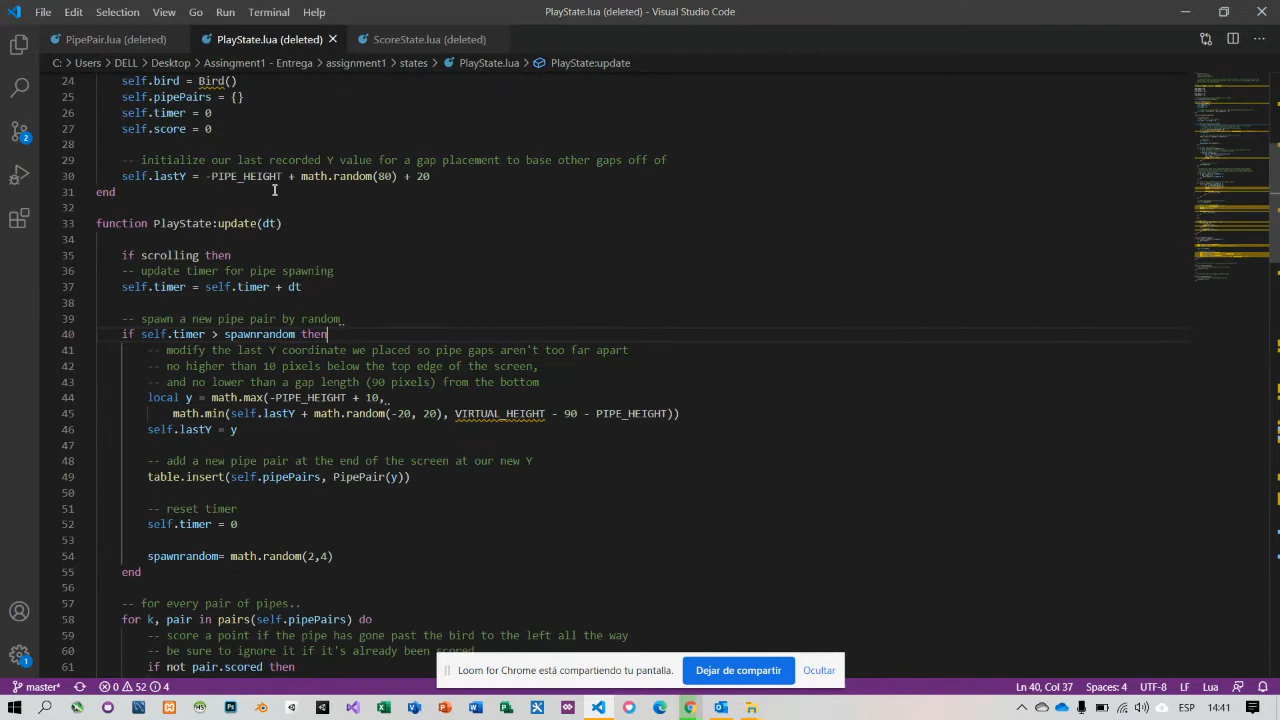 File Edit Selection View Go Run Terminal Help
PlayState.lua (deleted) - Visual Studio Code
PipePair.lua (deleted)
PlayState.lua (deleted)
ScoreState.lua (deleted)
C: > Users > DELL > Desktop > Assingment1 - Entrega > assignment1 > states > PlayState.lua > PlayState:update
24 self.bird = Bird()
25 self.pipePairs = {}
26 self.timer = 0
27 self.score = 0
28
29 -- initialize our last recorded Y value for a gap placement to base other gaps off of
30 self.lastY = -PIPE_HEIGHT + math.random(80) + 20
31 end
32
33 function PlayState:update(dt)
34
35 if scrolling then
36 -- update timer for pipe spawning
37 self.timer = self.timer + dt
38
39 -- spawn a new pipe pair by random
40 if self.timer > spawnrandom then
41 -- modify the last Y coordinate we placed so pipe gaps aren't too far apart
42 -- no higher than 10 pixels below the top edge of the screen,
43 -- and no lower than a gap length (90 pixels) from the bottom
44 local y = math.max(-PIPE_HEIGHT + 10,
45 math.min(self.lastY + math.random(-20, 20), VIRTUAL_HEIGHT - 90 - PIPE_HEIGHT))
46 self.lastY = y
47
48 -- add a new pipe pair at the end of the screen at our new Y
49 table.insert(self.pipePairs, PipePair(y))
50
51 -- reset timer
52 self.timer = 0
53
54 spawnrandom= math.random(2,4)
55 end
56
57 -- for every pair of pipes..
58 for k, pair in pairs(self.pipePairs) do
59 -- score a point if the pipe has gone past the bird to the left all the way
60 -- be sure to ignore it if it's already been scored
61 if not pair.scored then
2
1
Loom for Chrome está compartiendo tu pantalla.
Dejar de compartir
Ocultar
master*
0 52 4
Ln 40, Col 37 Spaces: 4 UTF-8 LF Lua
ESP 14:41